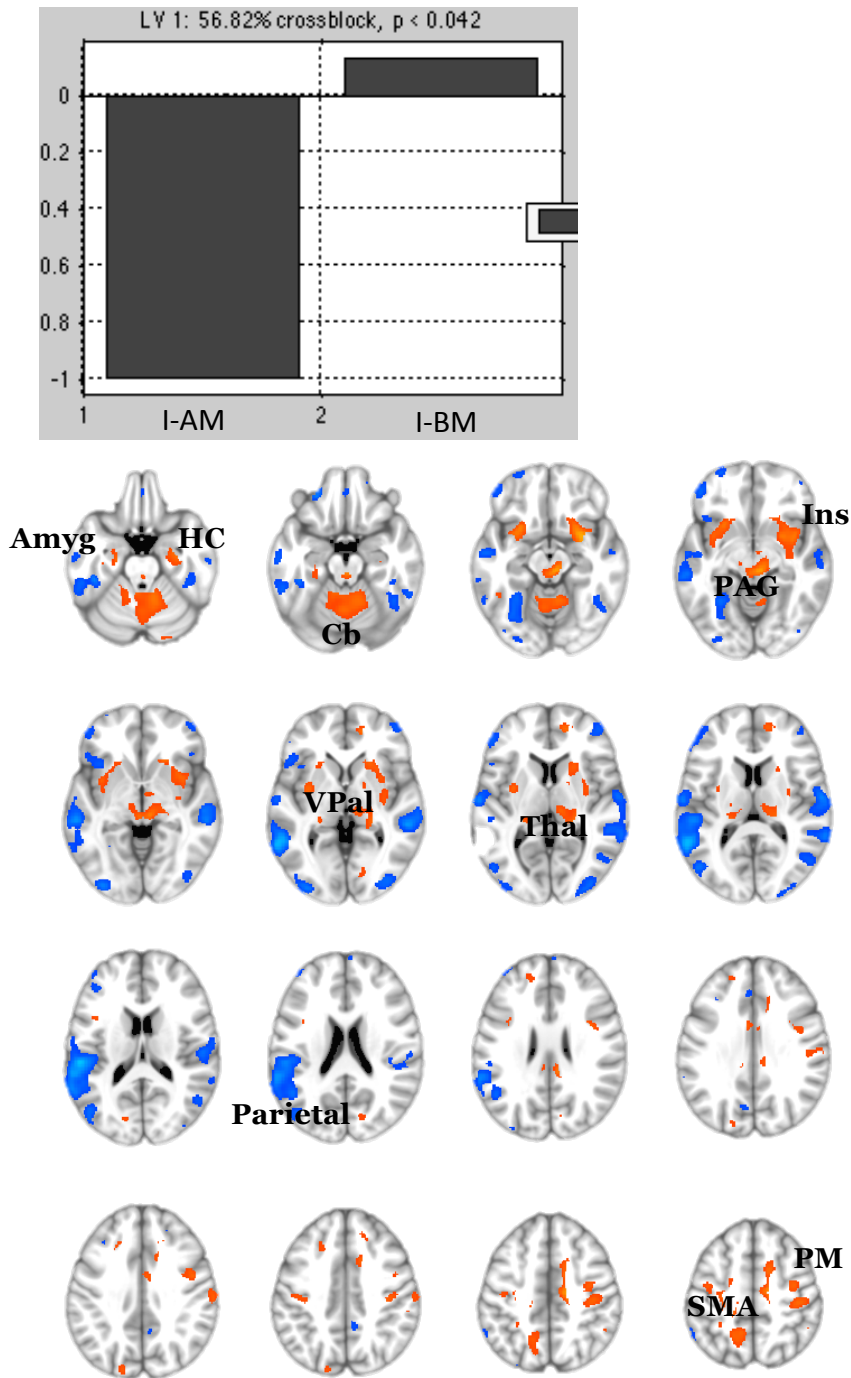 LV 1: 56.82% crossblock, p < 0.042
0
0.2
0.4
0.6
0.8
-1
1
I-AM
2
I-BM
Amyg
HC
Ins
PAG
Cb
VPal
Thal
Parietal
PM
SMA